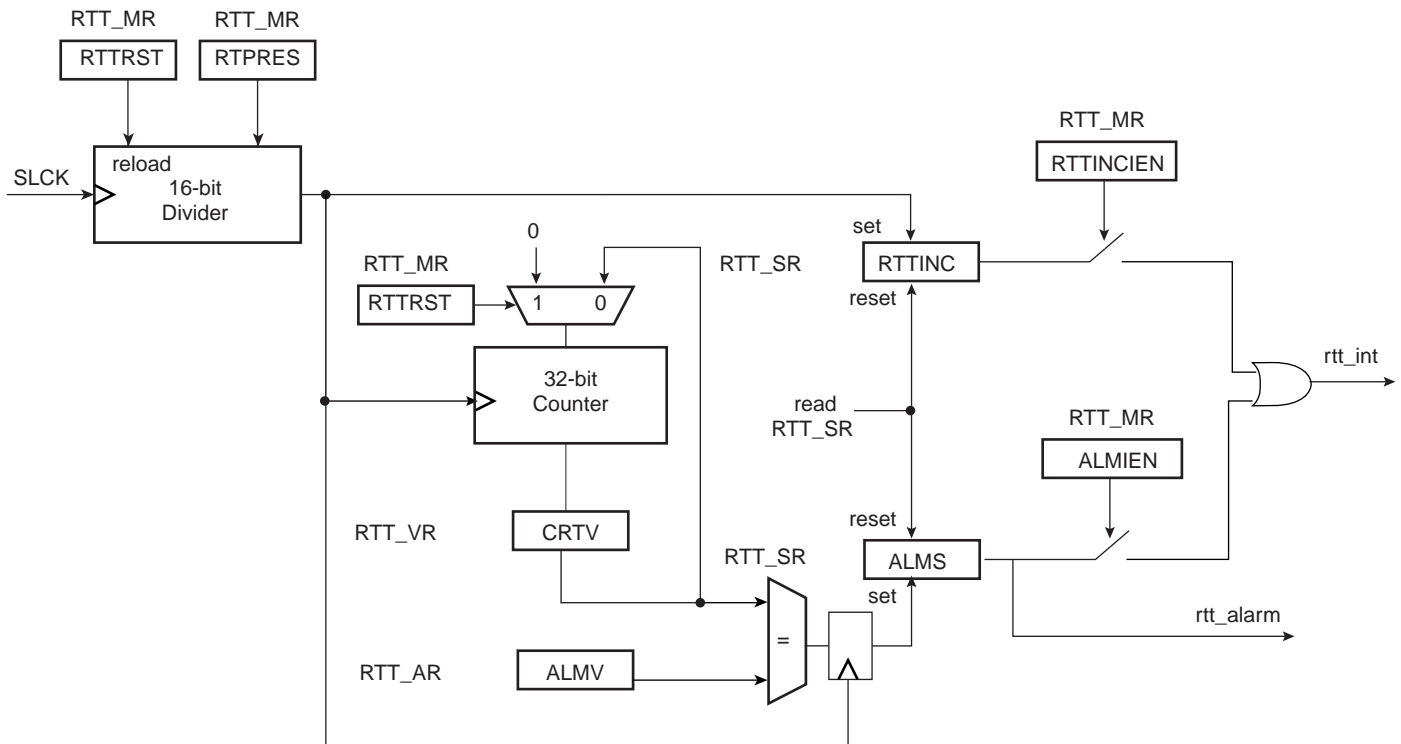 RTT_MR
RTT_MR
RTTRST
RTPRES
reload
16-bit
Divider
SLCK
RTT_MR
RTTINCIEN
0
set
RTT_MR
RTT_SR
RTTINC
RTTRST
1
0
reset
32-bit
Counter
rtt_int
read
RTT_SR
RTT_MR
ALMIEN
reset
RTT_VR
CRTV
RTT_SR
ALMS
set
rtt_alarm
=
RTT_AR
ALMV